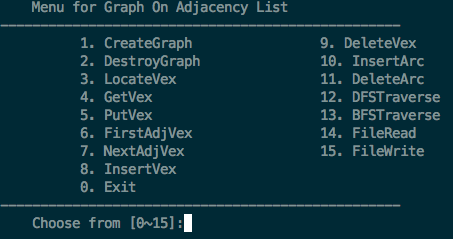 Menu for Graph On Adjacency List
1. CreateGraph 9. DeleteVex
2. DestroyGraph 10. InsertArc
3. LocateVex 11. DeleteArc
4. GetVex 12. DFSTraverse
5. PutVex 13. BFSTraverse
6. FirstAdjVex 14. FileRead
7. NextAdjVex 15. FileWrite
8. InsertVex
0. Exit
Choose from [0~15]: